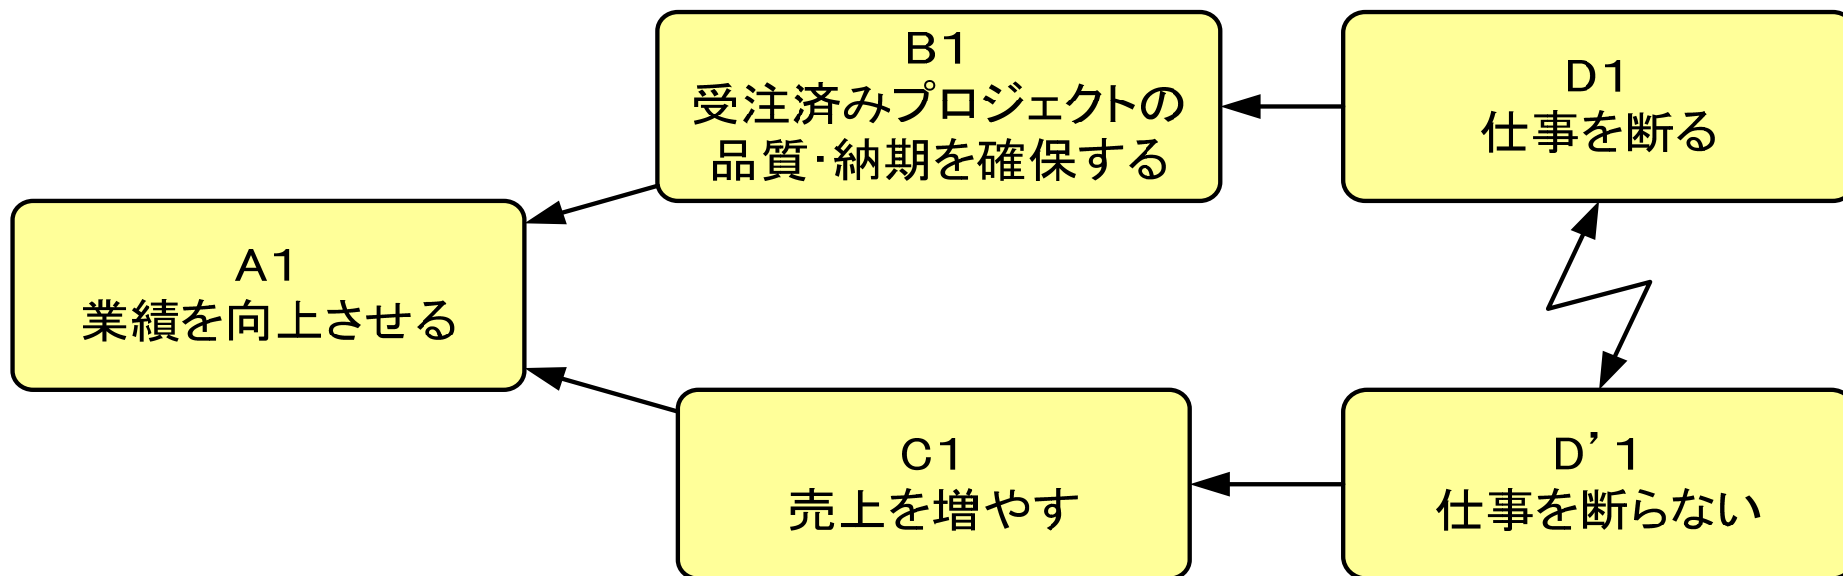 B1
受注済みプロジェクトの
品質・納期を確保する
D1
仕事を断る
A1
業績を向上させる
C1
売上を増やす
D’1
仕事を断らない